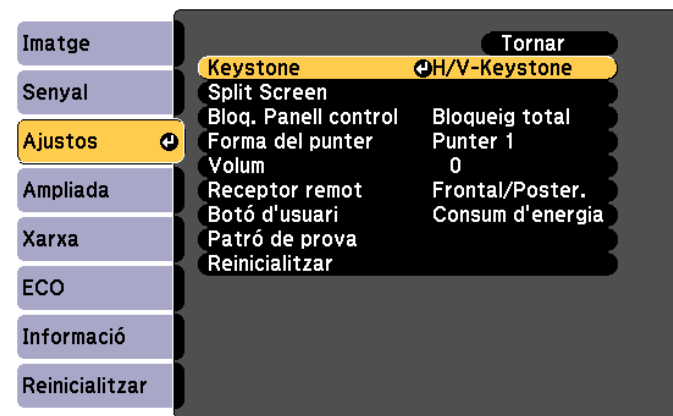 Imatge
Senyal
Ajustos
Ampliada
Xarxa
ECO
Informació
Reinicialitzar
Tornar
Keystone H/V-Keystone
Split Screen
Bloq. Panell control Bloqueig total
Forma del punter Punter 1
Volum 0
Receptor remot Frontal/Poster.
Botó d'usuari Consum d'energia
Patró de prova
Reinicialitzar